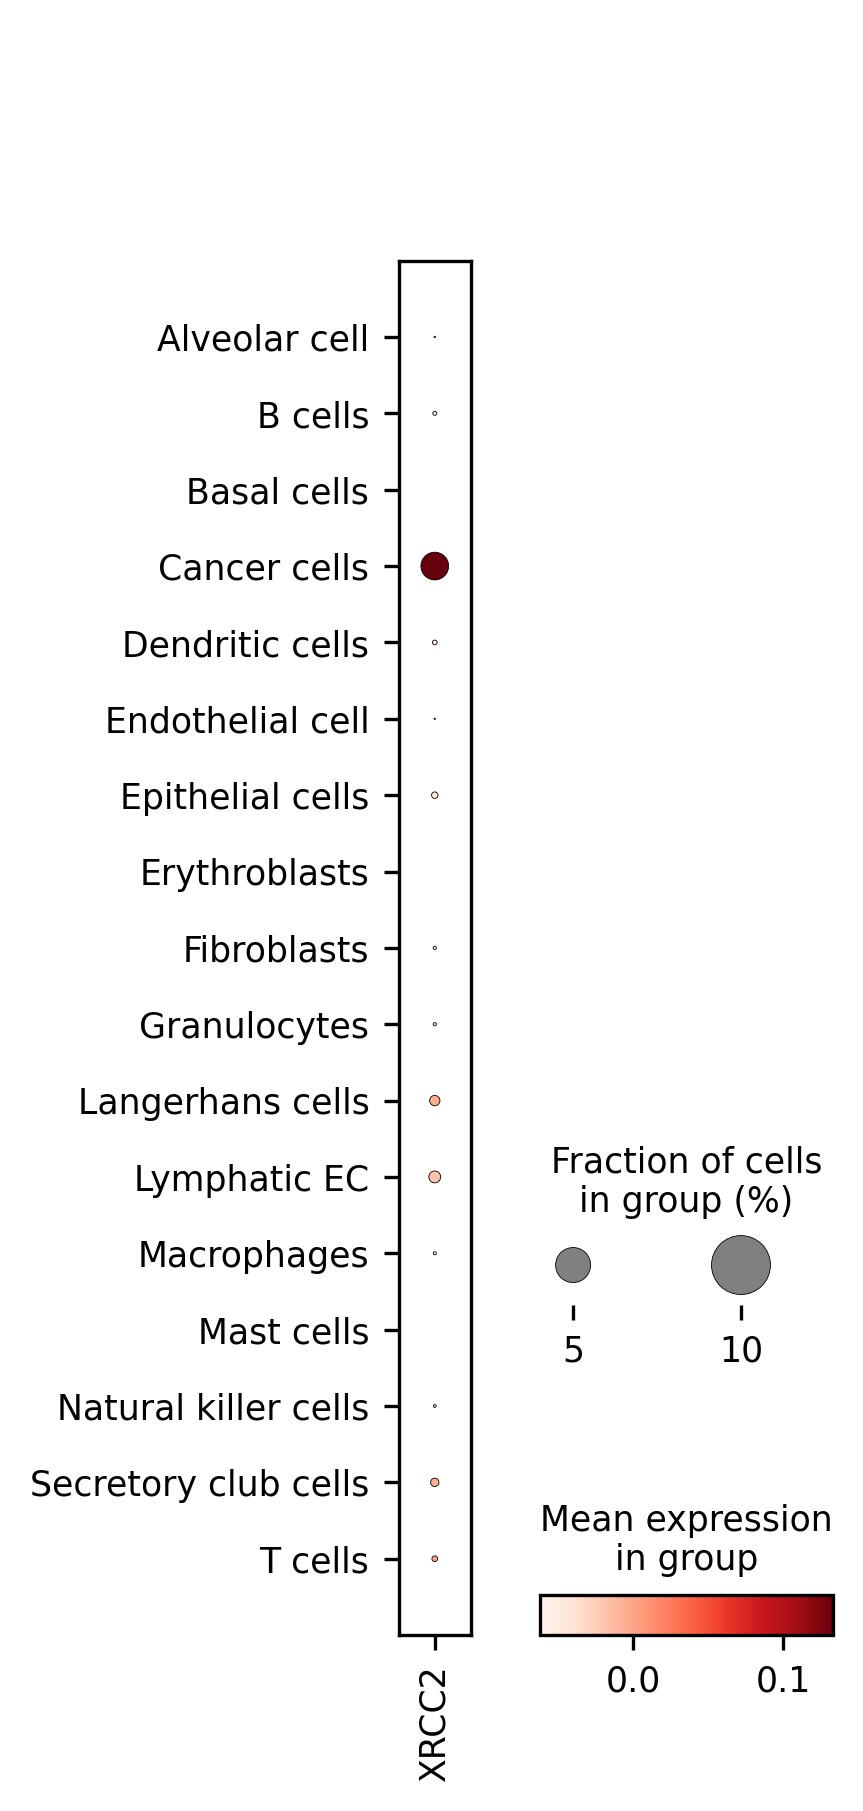 Alveolar cell
B cells
Basal cells
Cancer cells
Dendritic cells
Endothelial cell
Epithelial cells
Erythroblasts
Fibroblasts
Granulocytes
Langerhans cells
Lymphatic EC
Macrophages
Mast cells
Natural killer cells
Secretory club cells
T cells
XRCC2
Fraction of cells
in group (%)
5 10
Mean expression
in group
0.0 0.1